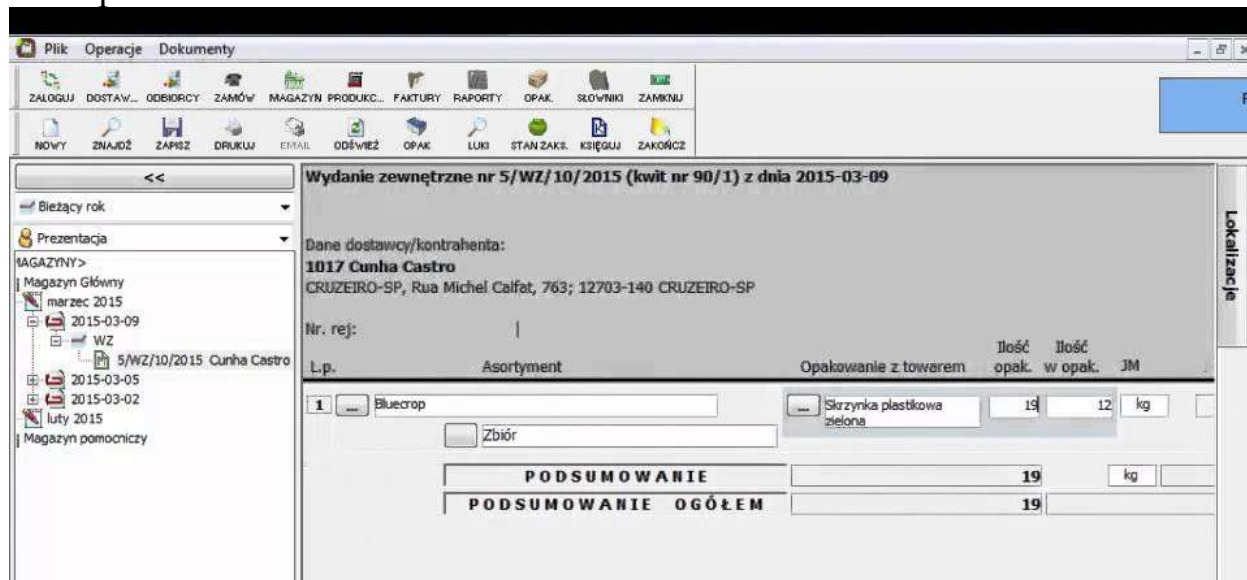 Plik Operacje Dokumenty
ZALOGUJ DOSTAW... ODBIORCY ZAMÓW MAGAZYN PRODUKC... FAKTURY RAPORTY OPAK. SŁOWNIKI ZAMKNIJ
NOWY ZNAJDŹ ZAPISZ DRUKUJ EMAIL ODŚWIEŻ OPAK LUKI STAN ZAKS. KSIĘGUJ ZAKOŃCZ
<<
Bieżący rok
Prezentacja
MAGAZYNY>
Magazyn Główny
marzec 2015
2015-03-09
WZ
5/WZ/10/2015 Cunha Castro
2015-03-05
2015-03-02
luty 2015
Magazyn pomocniczy
Wydanie zewnętrzne nr 5/WZ/10/2015 (kwit nr 90/1) z dnia 2015-03-09
Dane dostawcy/kontrahenta:
1017 Cunha Castro
CRUZEIRO-SP, Rua Michel Calfat, 763; 12703-140 CRUZEIRO-SP
Nr. rej:
L.p. Asortyment Opakowanie z towarem Ilość opak. Ilość w opak. JM
1 ... Bluecrop ... Skrzynka plastikowa zielona 19 12 kg
Zbiór
PODSUMOWANIE 19 kg
PODSUMOWANIE OGÓŁEM 19
Lokalizacje